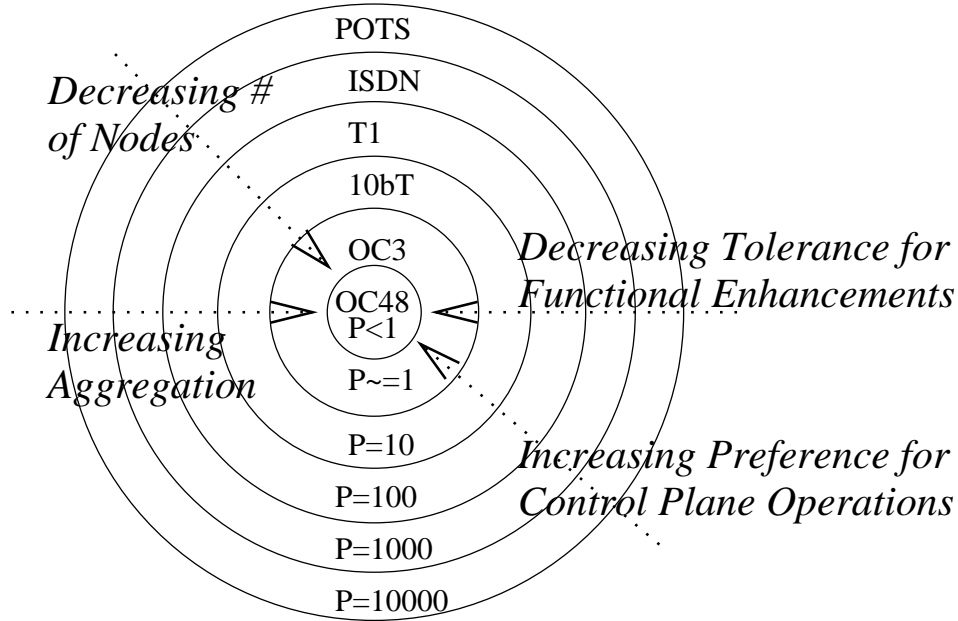 POTS
ISDN
Decreasing #
of Nodes
T1
10bT
OC3
Decreasing Tolerance for
Functional Enhancements
OC48
P<1
Increasing
Aggregation
P~=1
P=10
Increasing Preference for
Control Plane Operations
P=100
P=1000
P=10000